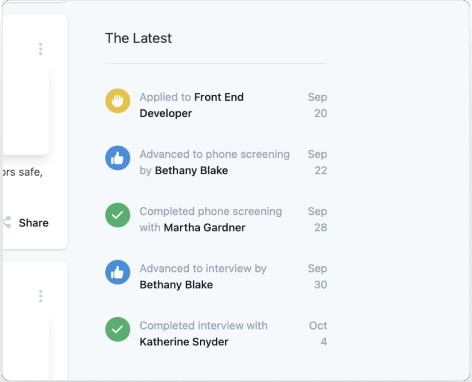 The Latest
Applied to Front End
Developer
Sep
20
Advanced to phone screening
by Bethany Blake
Sep
22
ors safe,
Completed phone screening
with Martha Gardner
Sep
28
Share
Advanced to interview by
Bethany Blake
Sep
30
Completed interview with
Katherine Snyder
Oct
4